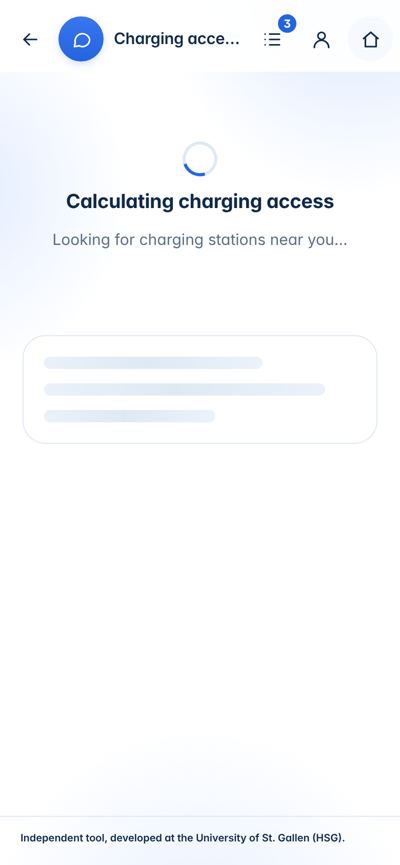 Charging acce...
3
Calculating charging access
Looking for charging stations near you...
Independent tool, developed at the University of St. Gallen (HSG).